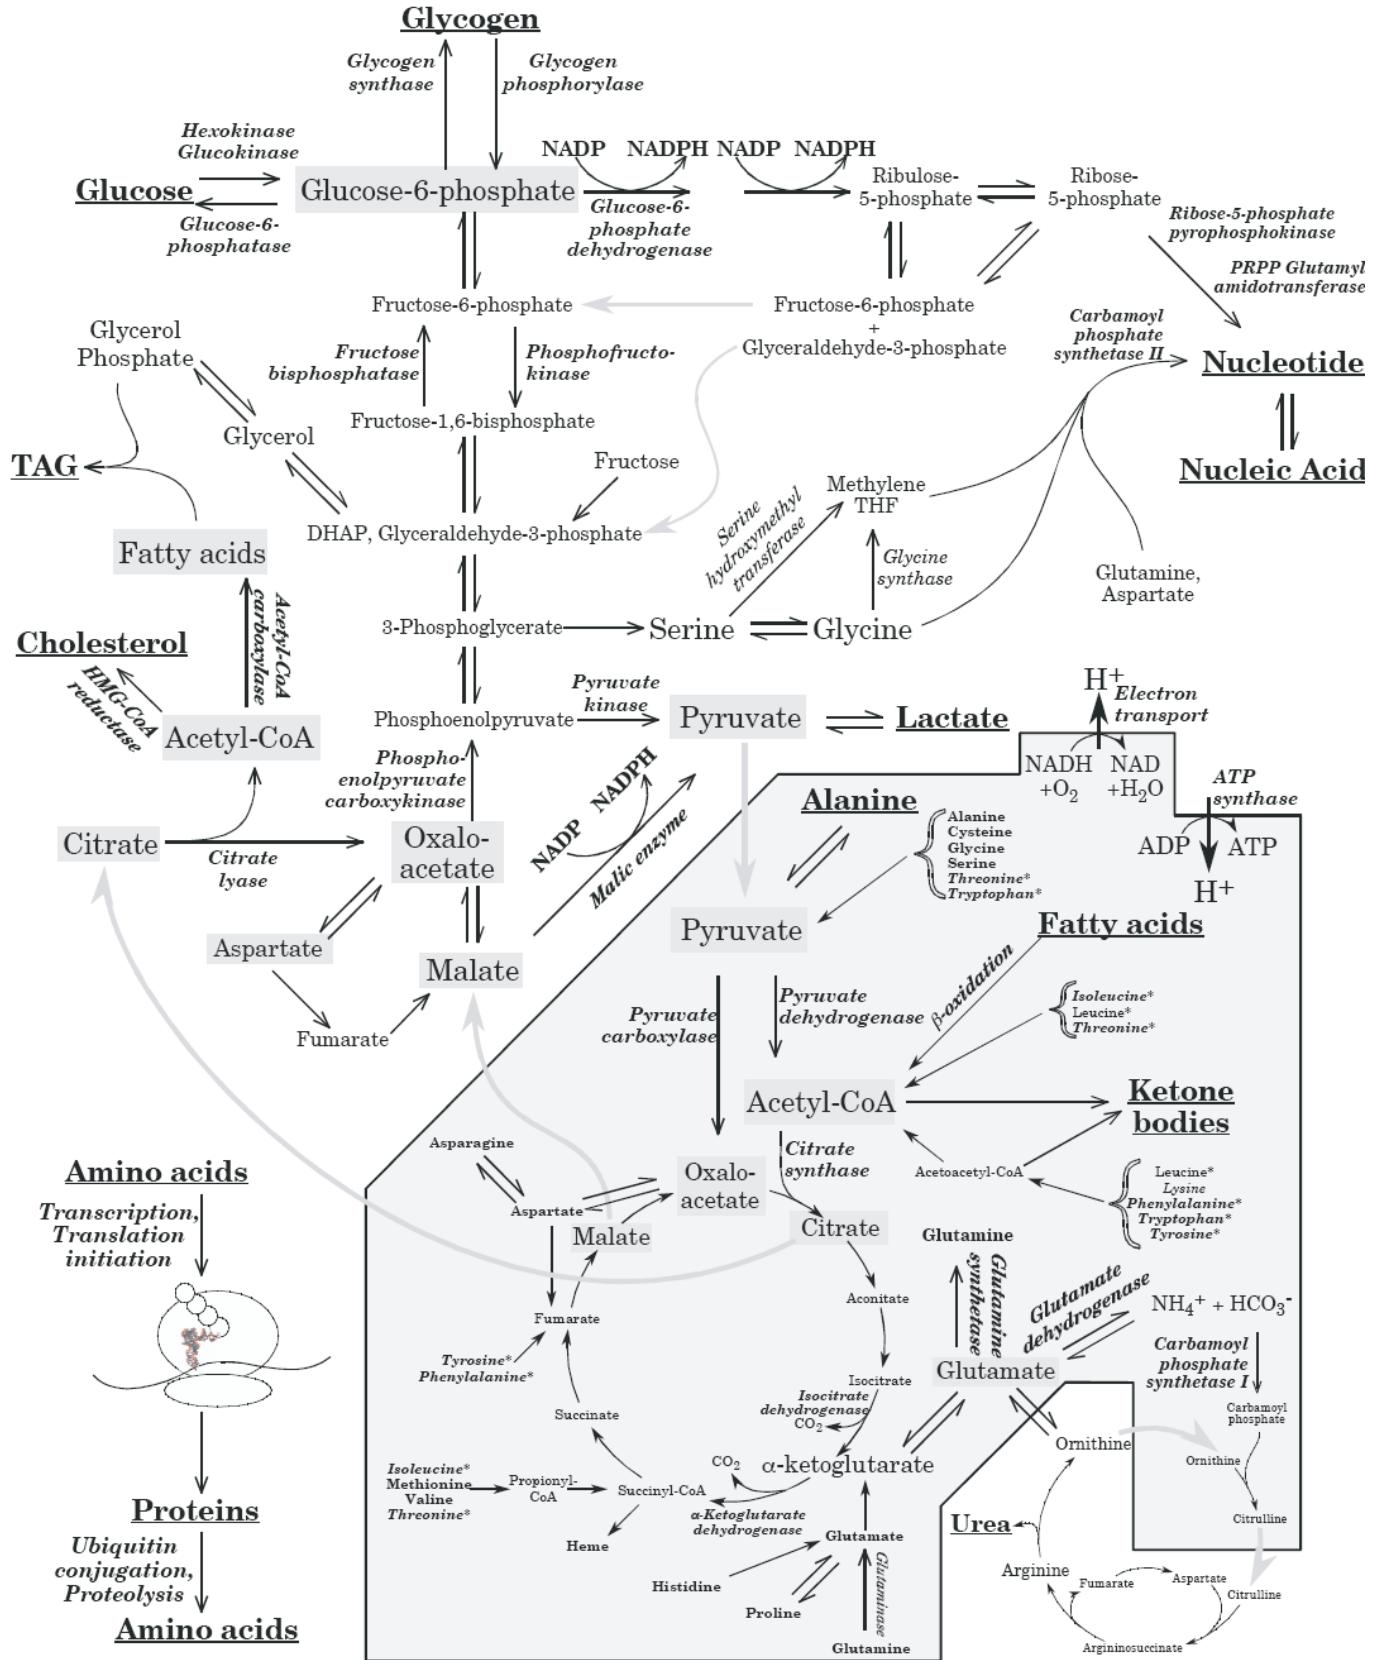 Glycogen
Glycogen
synthase
Glycogen
phosphorylase
Hexokinase
Glucokinase
NADP
NADPH
NADP
NADPH
Glucose
Glucose-6-phosphate
Ribulose-
5-phosphate
Ribose-
5-phosphate
Glucose-6-
phosphatase
Glucose-6-
phosphate
dehydrogenase
Ribose-5-phosphate
pyrophosphokinase
PRPP Glutamyl
amidotransferase
Fructose-6-phosphate
Fructose-6-phosphate
+
Glyceraldehyde-3-phosphate
Carbamoyl
phosphate
synthetase II
Glycerol
Phosphate
Fructose
bisphosphatase
Phosphofructo-
kinase
Nucleotide
Fructose-1,6-bisphosphate
Glycerol
TAG
Fructose
Nucleic Acid
Methylene
THF
Serine
hydroxymethyl
transferase
DHAP, Glyceraldehyde-3-phosphate
Fatty acids
Glycine
synthase
Glutamine,
Aspartate
Acetyl-CoA
carboxylase
3-Phosphoglycerate
Serine
Glycine
Cholesterol
HMG-CoA
reductase
Acetyl-CoA
Phosphoenolpyruvate
Pyruvate
kinase
Pyruvate
Lactate
H+
Electron
transport
NADH
+O2
NAD
+H2O
ATP
synthase
ADP
ATP
H+
Phospho-
enolpyruvate
carboxykinase
NADP
NADPH
Malic enzyme
Alanine
Alanine
Cysteine
Glycine
Serine
Threonine*
Tryptophan*
Citrate
Citrate
lyase
Oxalo-
acetate
Aspartate
Malate
Fumarate
Pyruvate
Fatty acids
β-oxidation
Pyruvate
carboxylase
Pyruvate
dehydrogenase
Isoleucine*
Leucine*
Threonine*
Acetyl-CoA
Ketone
bodies
Asparagine
Citrate
synthase
Acetoacetyl-CoA
Leucine*
Lysine
Phenylalanine*
Tryptophan*
Tyrosine*
Amino acids
Transcription,
Translation
initiation
Aspartate
Oxalo-
acetate
Malate
Citrate
Glutamine
Glutamine
synthetase
Glutamate
dehydrogenase
NH4+ + HCO3-
Aconitate
Fumarate
Tyrosine*
Phenylalanine*
Isocitrate
Isocitrate
dehydrogenase
CO2
Glutamate
Carbamoyl
phosphate
synthetase I
Carbamoyl
phosphate
Succinate
Ornithine
Ornithine
α-ketoglutarate
CO2
α-Ketoglutarate
dehydrogenase
Isoleucine*
Methionine
Valine
Threonine*
Propionyl-
CoA
Succinyl-CoA
Heme
Citrulline
Proteins
Ubiquitin
conjugation,
Proteolysis
Amino acids
Glutamate
Histidine
Proline
Glutaminase
Glutamine
Urea
Arginine
Fumarate
Aspartate
Citrulline
Argininosuccinate